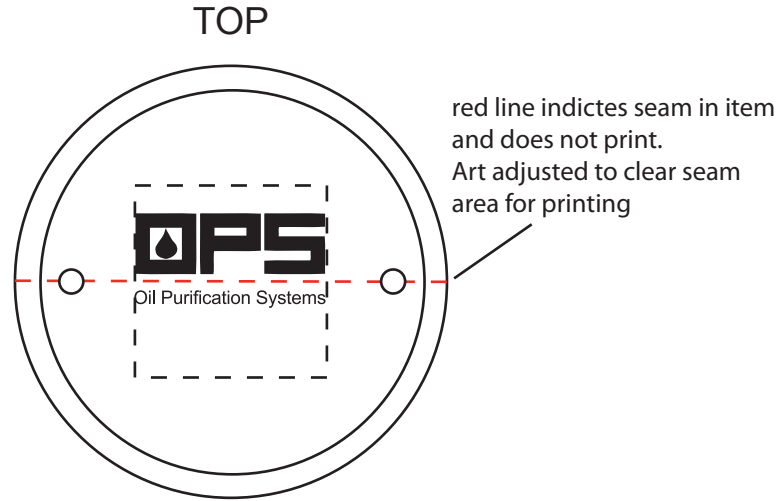 TOP
red line indictes seam in item
and does not print.
Art adjusted to clear seam
area for printing
OPS
Oil Purification Systems